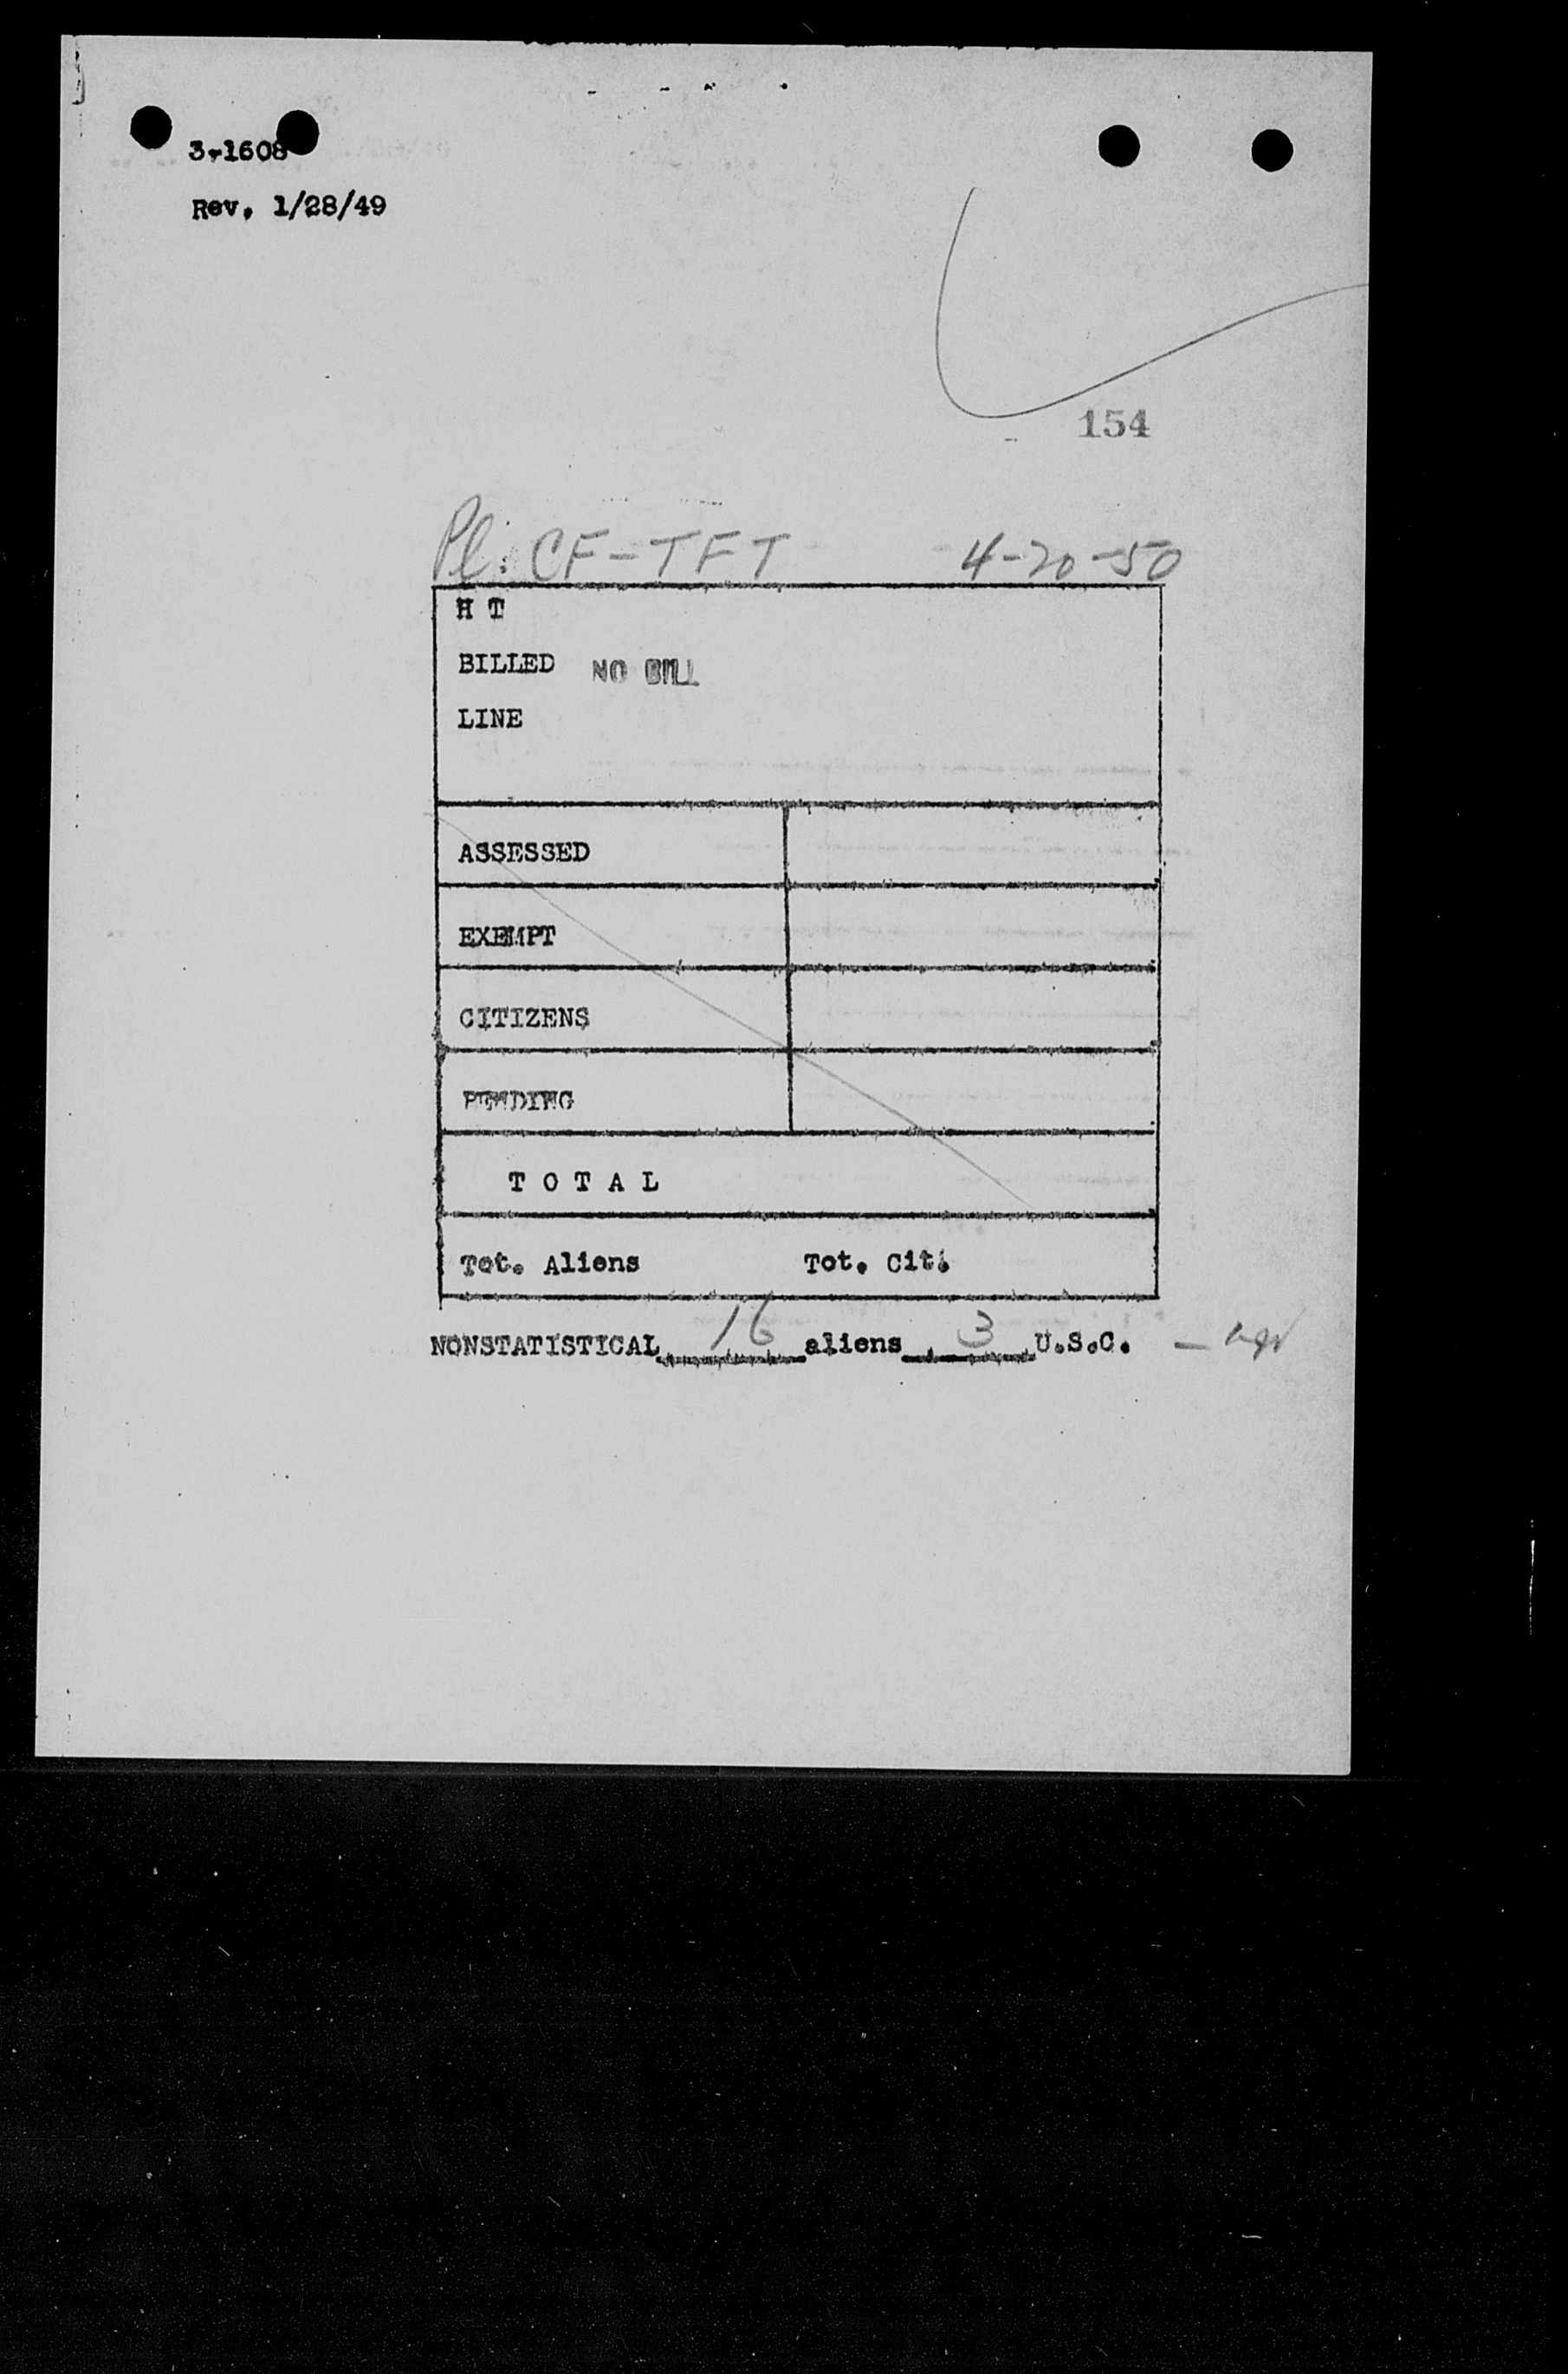 3-1608
Rev. 1/28/49
154
Pl: CF-TFT 4-20-50
H T
BILLED NO BILL
LINE
ASSESSED
EXEMPT
CITIZENS
PENDING
T O T A L
Tot. Aliens Tot. Cit.
NONSTATISTICAL 16 aliens, 3 U.S.C. -